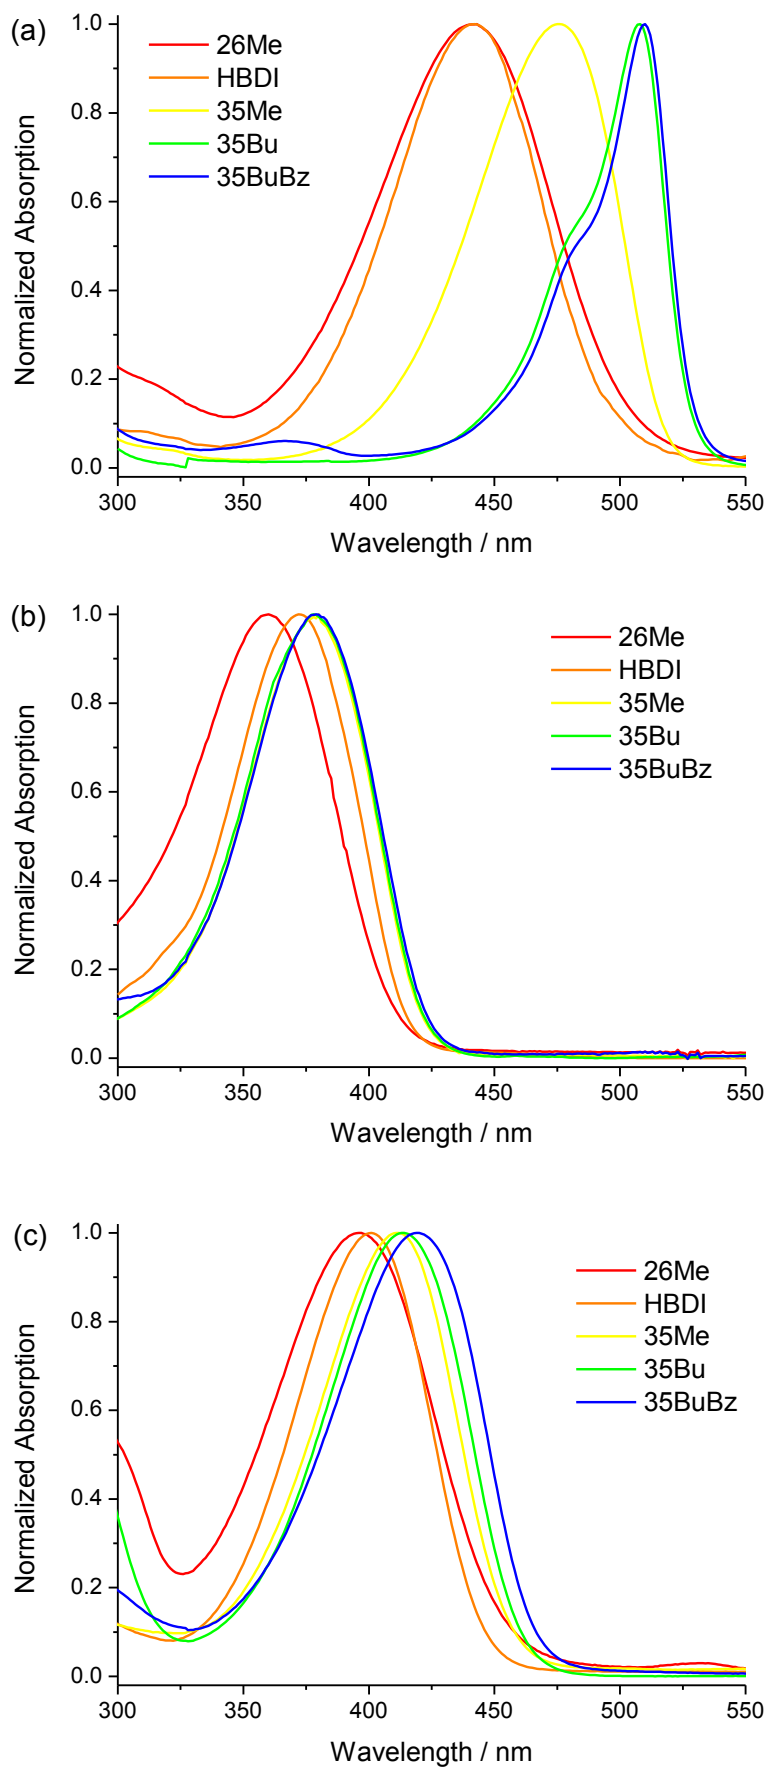 (a)
1.0
0.8
0.6
0.4
0.2
0.0
Normalized Absorption
26Me
HBDI
35Me
35Bu
35BuBz
300 350 400 450 500 550
Wavelength / nm
(b)
1.0
0.8
0.6
0.4
0.2
0.0
Normalized Absorption
26Me
HBDI
35Me
35Bu
35BuBz
300 350 400 450 500 550
Wavelength / nm
(c)
1.0
0.8
0.6
0.4
0.2
0.0
Normalized Absorption
26Me
HBDI
35Me
35Bu
35BuBz
300 350 400 450 500 550
Wavelength / nm